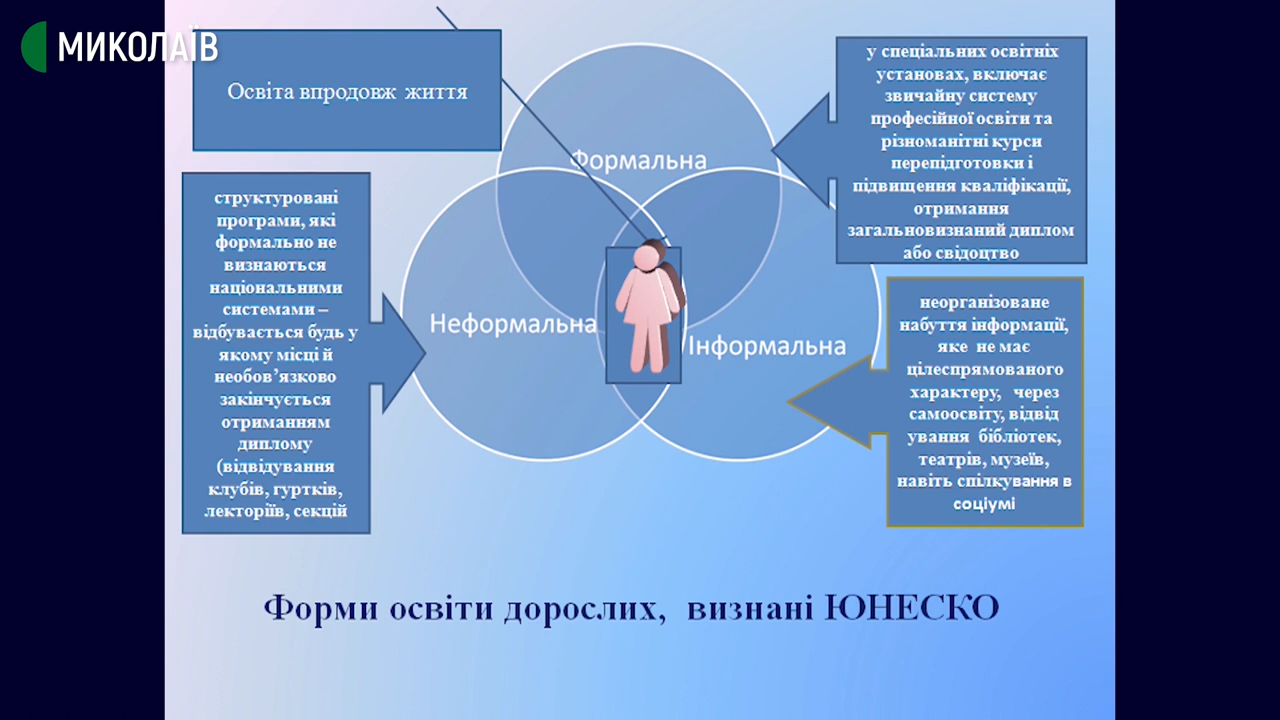 МИКОЛАЇВ
Освіта впродовж життя
структуровані
програми, які
формально не
визнаються
національними
системами –
відбувається будь у
якому місці й
необов’язково
закінчується
отриманням
диплому
(відвідування
клубів, гуртків,
лекторіїв, секцій
Формальна
Неформальна
Інформальна
у спеціальних освітніх
установах, включає
звичайну систему
професійної освіти та
різноманітні курси
перепідготовки і
підвищення кваліфікації,
отримання
загальновизнаний диплом
або свідоцтво
неорганізоване
набуття інформації,
яке не має
цілеспрямованого
характеру, через
самоосвіту, відвід
ування бібліотек,
театрів, музеїв,
навіть спілкування в
соціумі
Форми освіти дорослих, визнані ЮНЕСКО